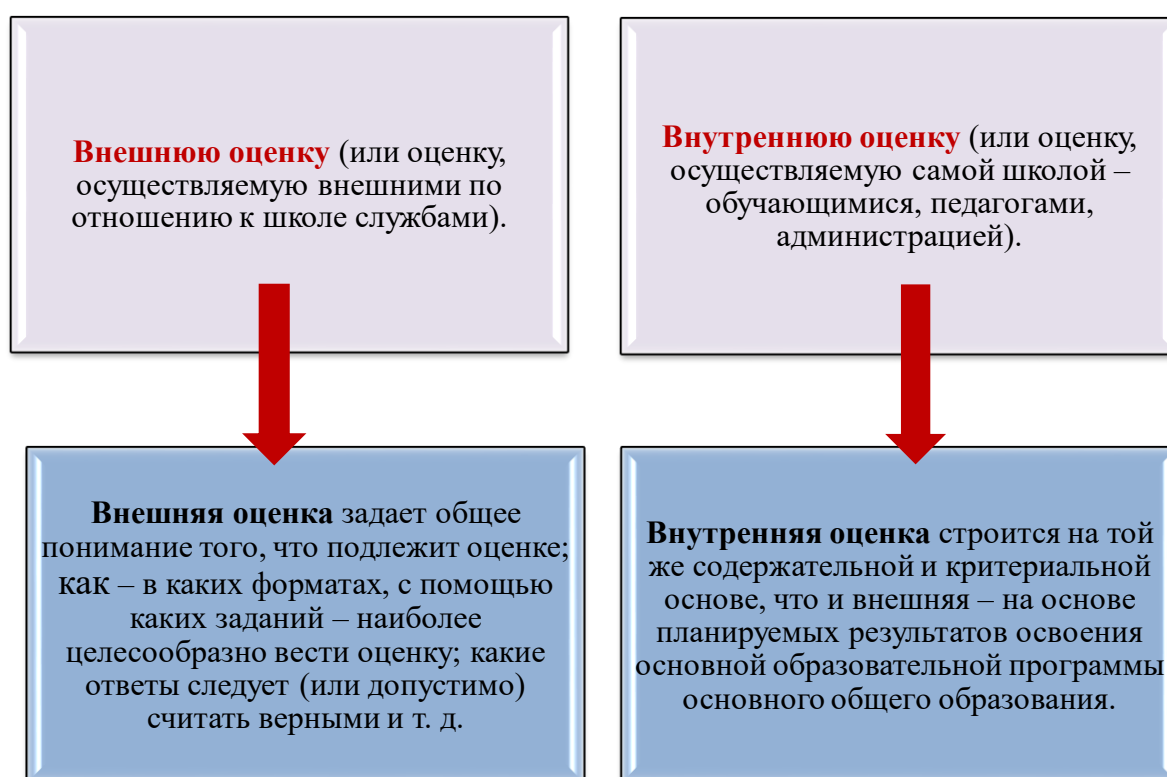 Внешнюю оценку (или оценку,
осуществляемую внешними по
отношению к школе службами).
Внутреннюю оценку (или оценку,
осуществляемую самой школой –
обучающимися, педагогами,
администрацией).
Внешняя оценка задает общее
понимание того, что подлежит оценке;
как – в каких форматах, с помощью
каких заданий – наиболее
целесообразно вести оценку; какие
ответы следует (или допустимо)
считать верными и т. д.
Внутренняя оценка строится на той
же содержательной и критериальной
основе, что и внешняя – на основе
планируемых результатов освоения
основной образовательной программы
основного общего образования.